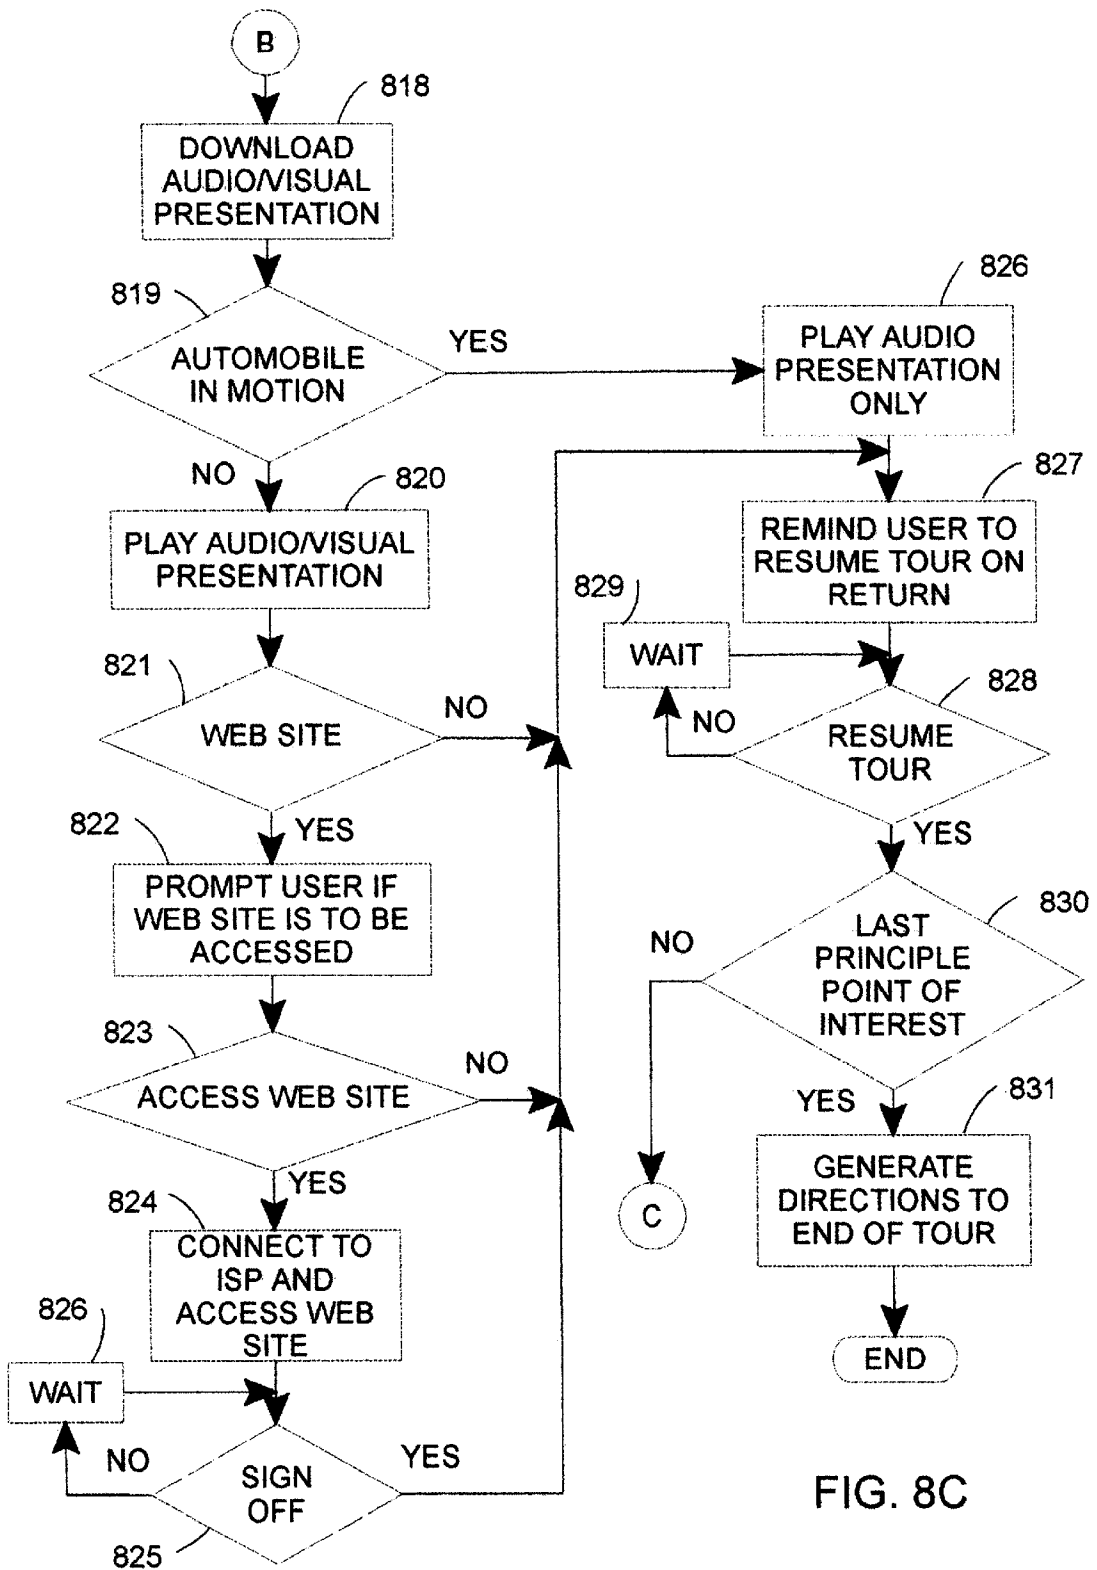 B
818
DOWNLOAD
AUDIO/VISUAL
PRESENTATION
819
AUTOMOBILE
IN MOTION
YES
NO
826
PLAY AUDIO
PRESENTATION
ONLY
820
PLAY AUDIO/VISUAL
PRESENTATION
827
REMIND USER TO
RESUME TOUR ON
RETURN
829
WAIT
821
WEB SITE
NO
YES
828
RESUME
TOUR
NO
YES
822
PROMPT USER IF
WEB SITE IS TO BE
ACCESSED
830
LAST
PRINCIPLE
POINT OF
INTEREST
NO
YES
823
ACCESS WEB SITE
NO
YES
831
GENERATE
DIRECTIONS TO
END OF TOUR
C
824
CONNECT TO
ISP AND
ACCESS WEB
SITE
826
WAIT
END
NO
SIGN
OFF
YES
825
FIG. 8C